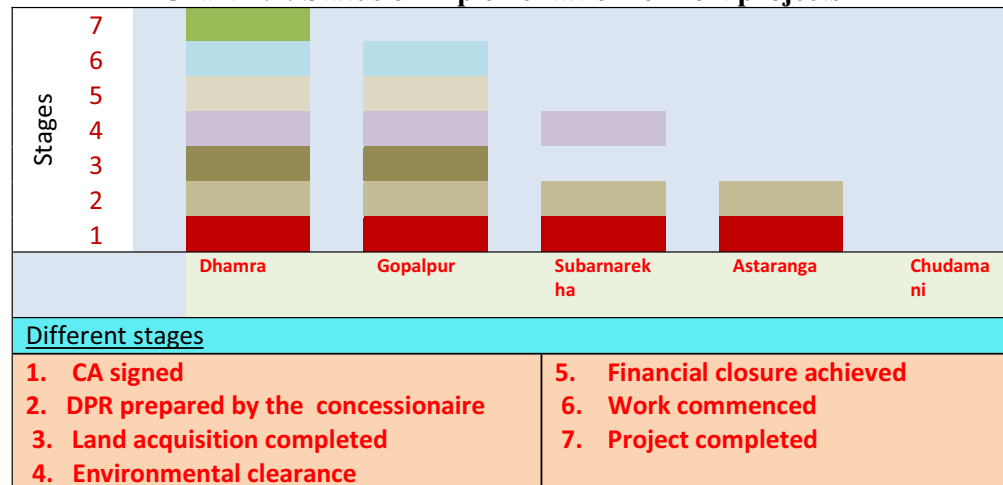 7
6
5
4
3
2
1
Stages
Dhamra
Gopalpur
Subarnarek
ha
Astaranga
Chudama
ni
Different stages
1. CA signed
2. DPR prepared by the concessionaire
3. Land acquisition completed
4. Environmental clearance
5. Financial closure achieved
6. Work commenced
7. Project completed